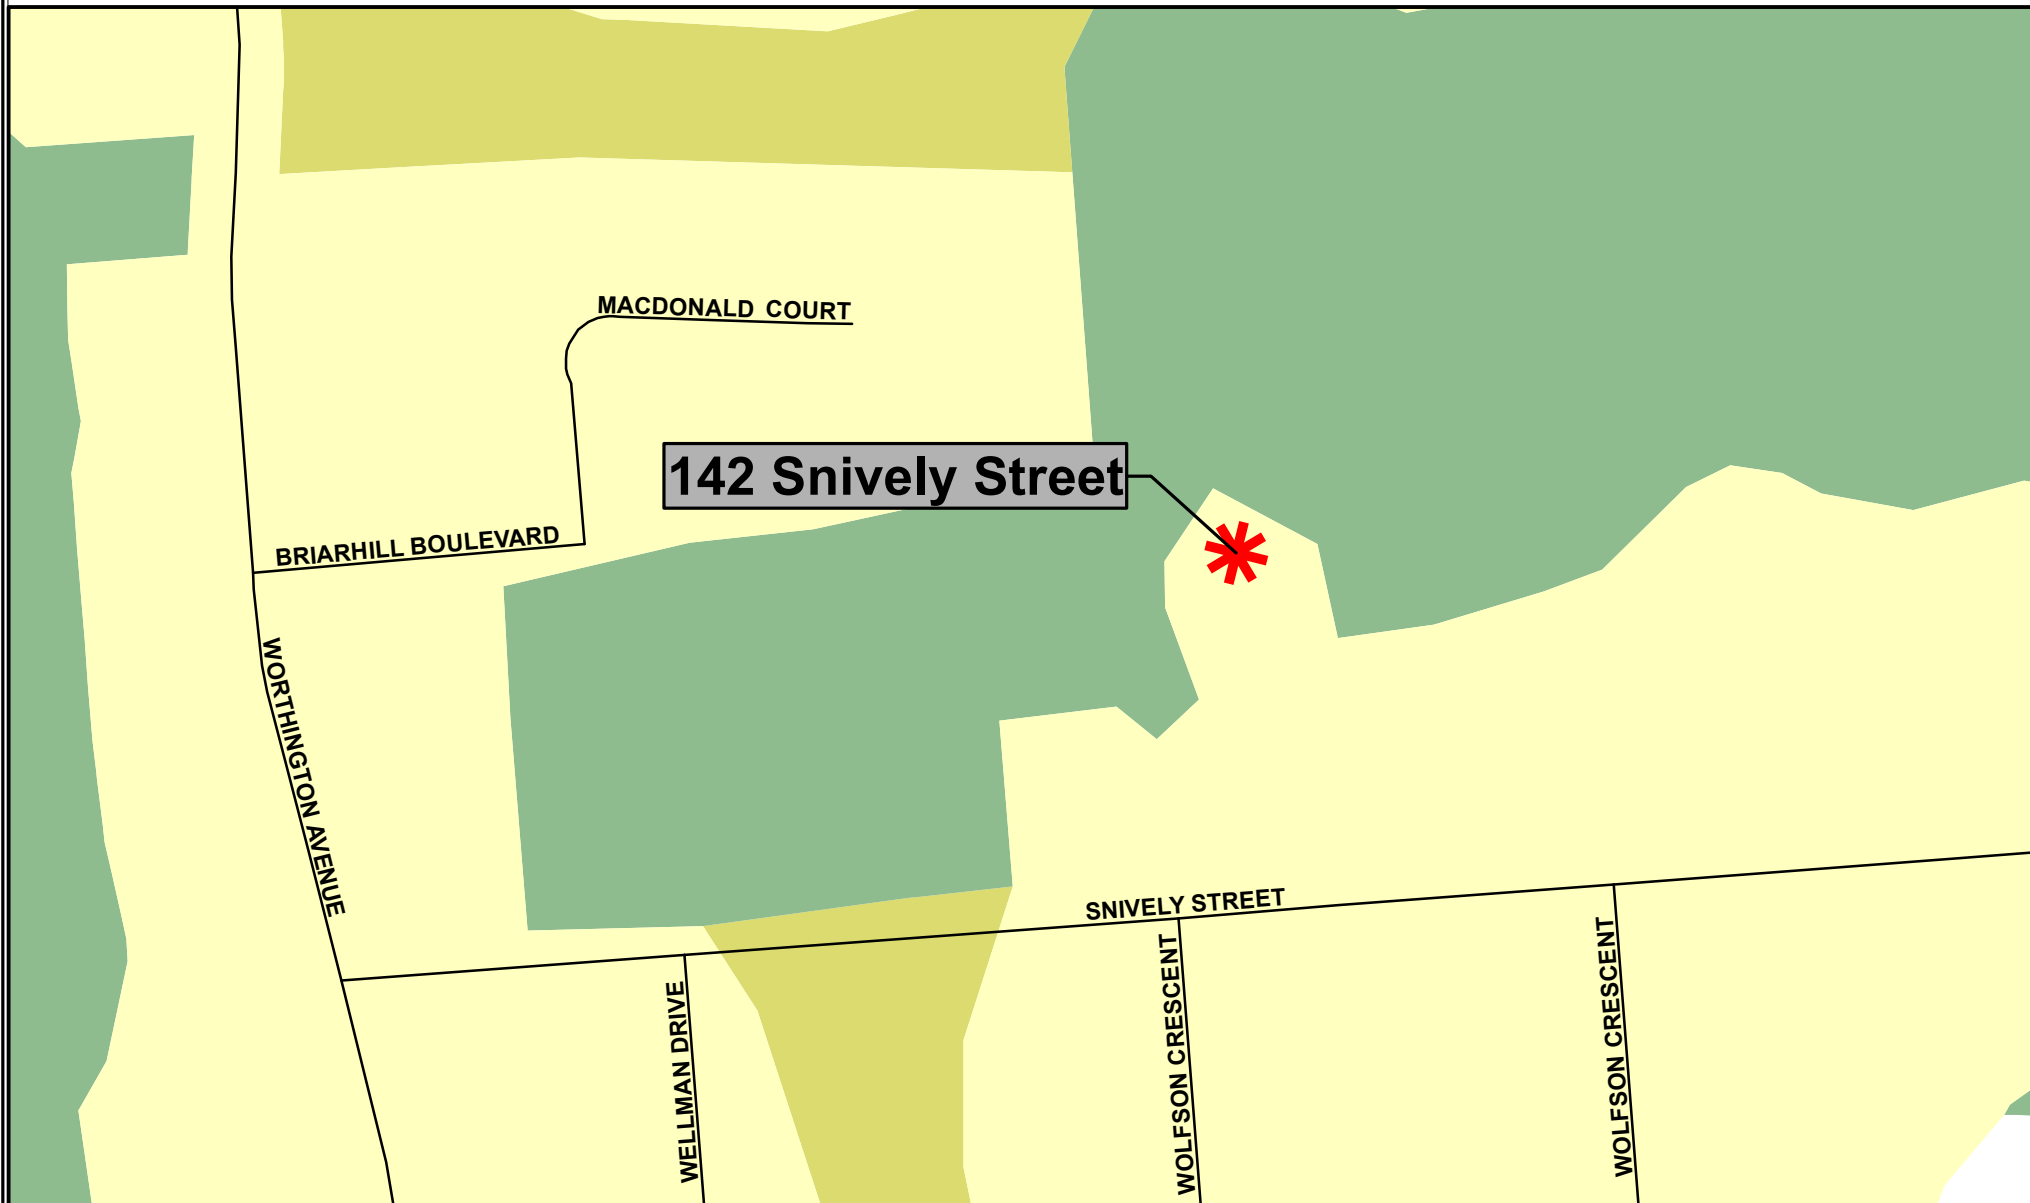 MACDONALD COURT
142 Snively Street
BRIARHILL BOULEVARD
WORTHINGTON AVENUE
SNIVELY STREET
WELLMAN DRIVE
WOLFSON CRESCENT
WOLFSON CRESCENT